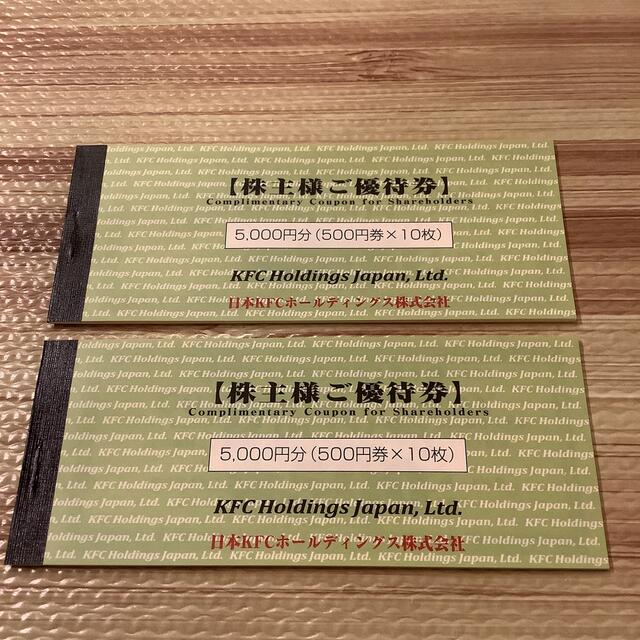 【株主様ご優待券】
Complimentary Coupon for Shareholders
5,000円分(500円券×10枚)
KFC Holdings Japan, Ltd.
日本KFCホールディングス株式会社
【株主様ご優待券】
Complimentary Coupon for Shareholders
5,000円分(500円券×10枚)
KFC Holdings Japan, Ltd.
日本KFCホールディングス株式会社